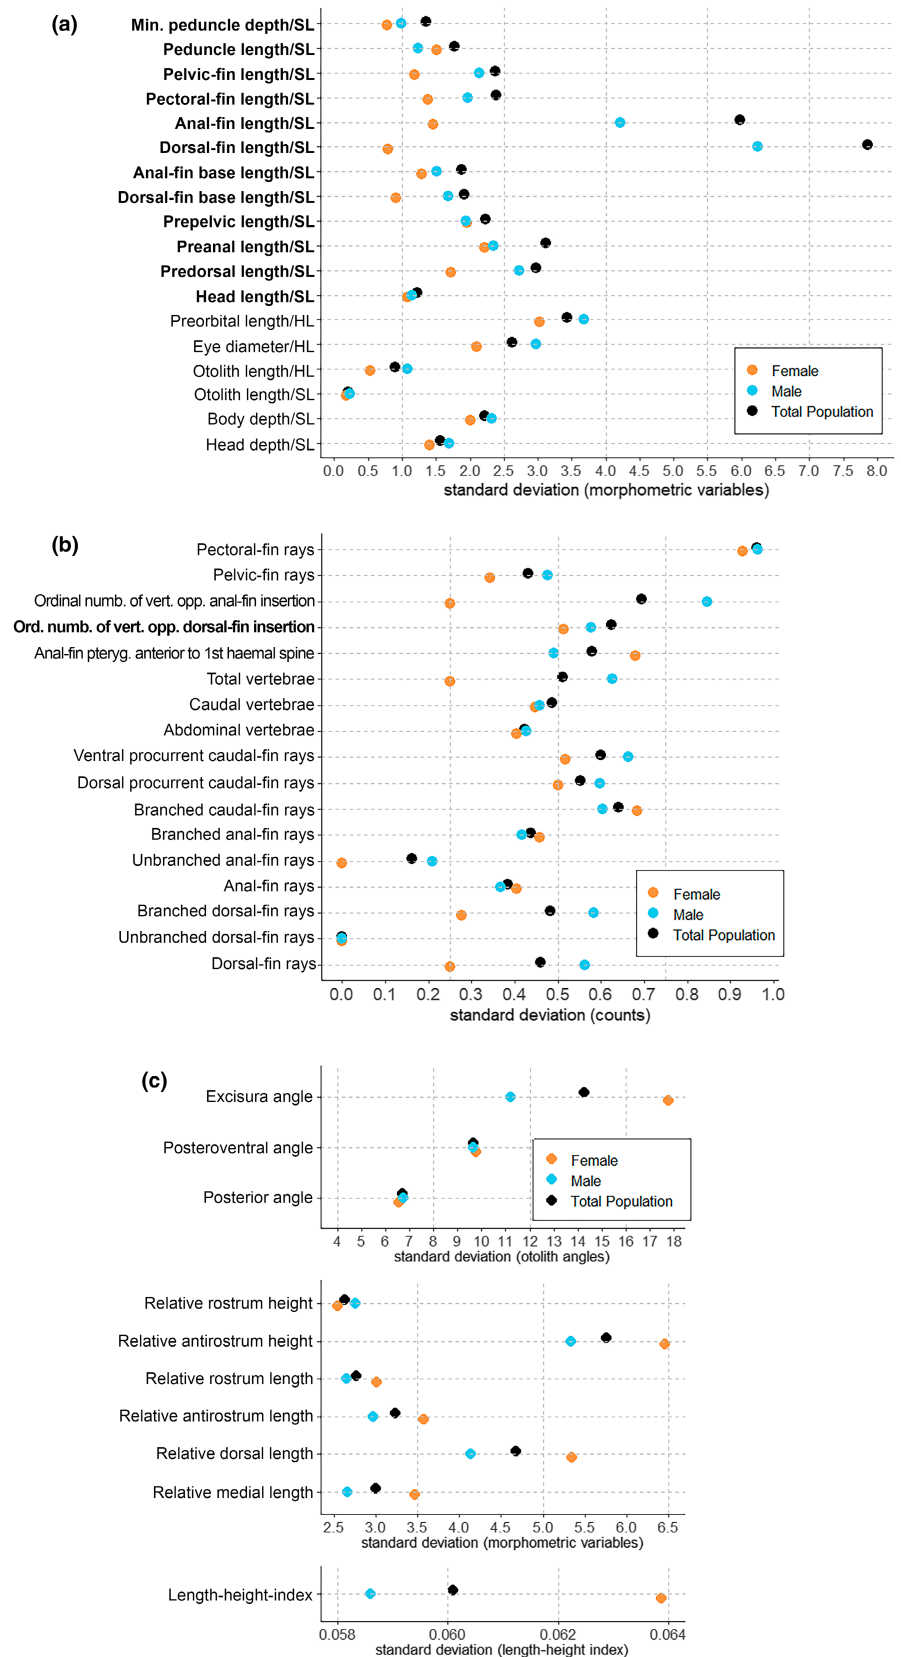 (a)
Min. peduncle depth/SL
Peduncle length/SL
Pelvic-fin length/SL
Pectoral-fin length/SL
Anal-fin length/SL
Dorsal-fin length/SL
Anal-fin base length/SL
Dorsal-fin base length/SL
Prepelvic length/SL
Preanal length/SL
Predorsal length/SL
Head length/SL
Preorbital length/HL
Eye diameter/HL
Otolith length/HL
Otolith length/SL
Body depth/SL
Head depth/SL
Female
Male
Total Population
0.0 0.5 1.0 1.5 2.0 2.5 3.0 3.5 4.0 4.5 5.0 5.5 6.0 6.5 7.0 7.5 8.0
standard deviation (morphometric variables)
(b)
Pectoral-fin rays
Pelvic-fin rays
Ordinal numb. of vert. opp. anal-fin insertion
Ord. numb. of vert. opp. dorsal-fin insertion
Anal-fin pteryg. anterior to 1st haemal spine
Total vertebrae
Caudal vertebrae
Abdominal vertebrae
Ventral procurrent caudal-fin rays
Dorsal procurrent caudal-fin rays
Branched caudal-fin rays
Branched anal-fin rays
Unbranched anal-fin rays
Anal-fin rays
Branched dorsal-fin rays
Unbranched dorsal-fin rays
Dorsal-fin rays
Female
Male
Total Population
0.0 0.1 0.2 0.3 0.4 0.5 0.6 0.7 0.8 0.9 1.0
standard deviation (counts)
(c)
Excisura angle
Posteroventral angle
Posterior angle
Female
Male
Total Population
4 5 6 7 8 9 10 11 12 13 14 15 16 17 18
standard deviation (otolith angles)
Relative rostrum height
Relative antirostrum height
Relative rostrum length
Relative antirostrum length
Relative dorsal length
Relative medial length
2.5 3.0 3.5 4.0 4.5 5.0 5.5 6.0 6.5
standard deviation (morphometric variables)
Length-height-index
0.058 0.060 0.062 0.064
standard deviation (length-height index)